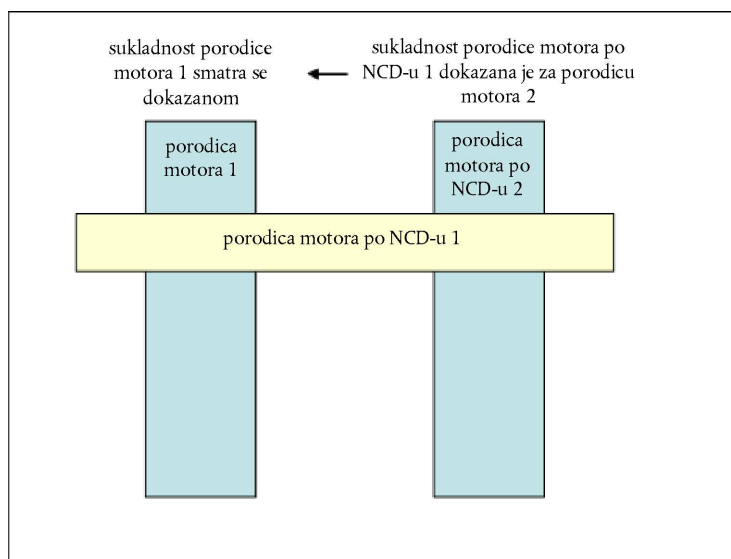 sukladnost porodice
motora 1 smatra se
dokazanom
sukladnost porodice motora po
NCD-u 1 dokazana je za porodicu
motora 2
porodica
motora 1
porodica
motora po
NCD-u 2
porodica motora po NCD-u 1